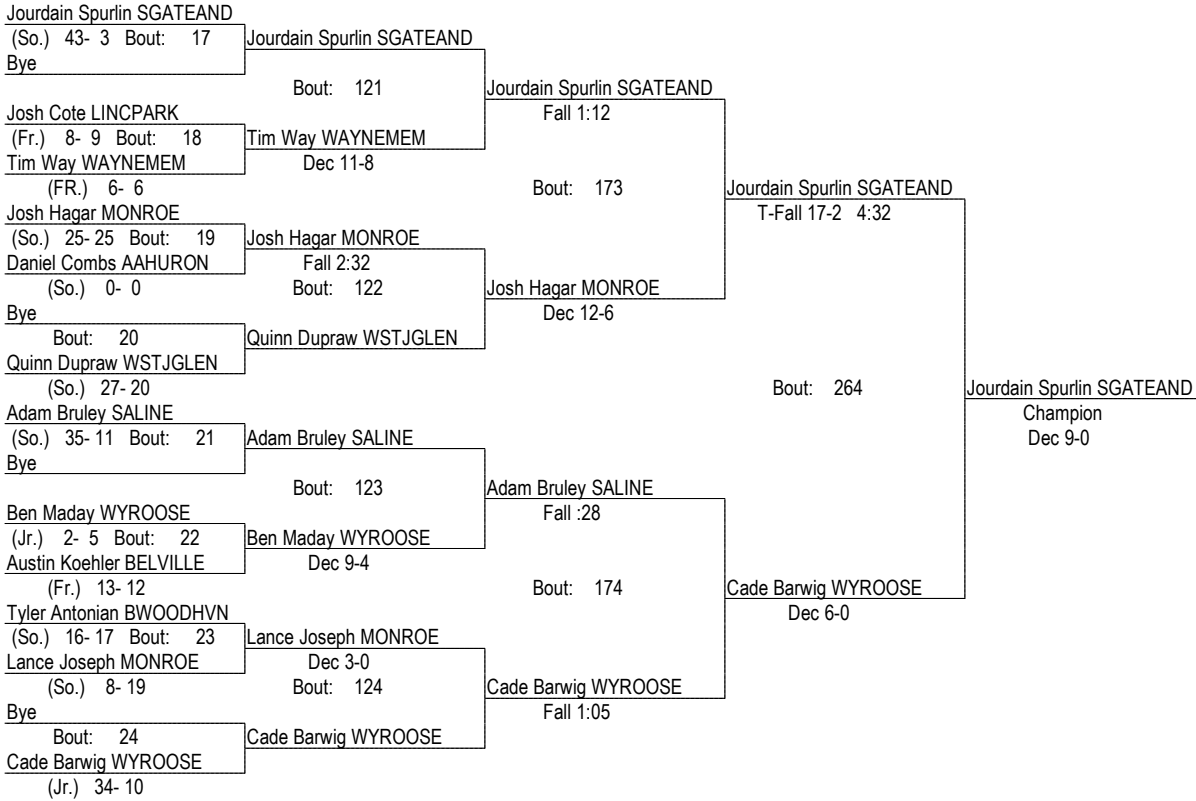 Jourdain Spurlin SGATEAND
(So.) 43- 3 Bout: 17
Bye
Josh Cote LINCPARK
(Fr.) 8- 9 Bout: 18
Tim Way WAYNEMEM
(FR.) 6- 6
Josh Hagar MONROE
(So.) 25- 25 Bout: 19
Daniel Combs AAHURON
(So.) 0- 0
Bye
Bout: 20
Quinn Dupraw WSTJGLEN
(So.) 27- 20
Adam Bruley SALINE
(So.) 35- 11 Bout: 21
Bye
Ben Maday WYROOSE
(Jr.) 2- 5 Bout: 22
Austin Koehler BELVILLE
(Fr.) 13- 12
Tyler Antonian BWOODHVN
(So.) 16- 17 Bout: 23
Lance Joseph MONROE
(So.) 8- 19
Bye
Bout: 24
Cade Barwig WYROOSE
(Jr.) 34- 10
Jourdain Spurlin SGATEAND
Bout: 121
Tim Way WAYNEMEM
Dec 11-8
Josh Hagar MONROE
Fall 2:32
Bout: 122
Quinn Dupraw WSTJGLEN
Adam Bruley SALINE
Bout: 123
Ben Maday WYROOSE
Dec 9-4
Lance Joseph MONROE
Dec 3-0
Bout: 124
Cade Barwig WYROOSE
Jourdain Spurlin SGATEAND
Fall 1:12
Bout: 173
Josh Hagar MONROE
Dec 12-6
Adam Bruley SALINE
Fall :28
Bout: 174
Cade Barwig WYROOSE
Fall 1:05
Jourdain Spurlin SGATEAND
T-Fall 17-2 4:32
Bout: 264
Cade Barwig WYROOSE
Dec 6-0
Jourdain Spurlin SGATEAND
Champion
Dec 9-0